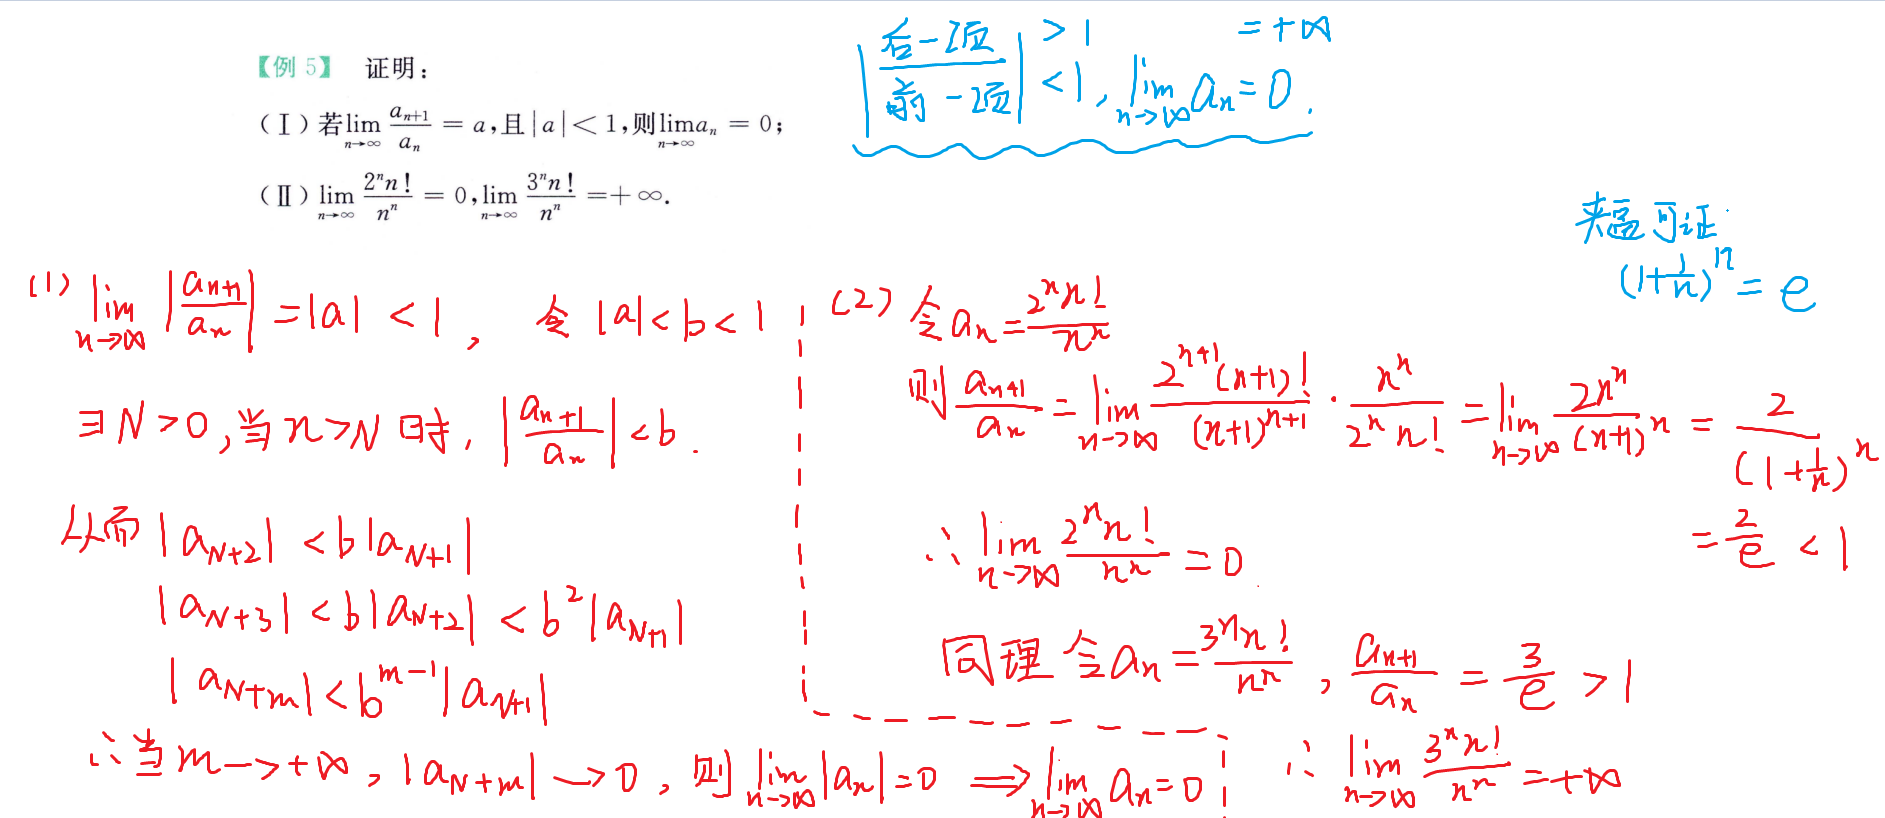 【例 5】 证明：
（Ⅰ）若$\lim_{n\to\infty}\frac{a_{n+1}}{a_n}=a$,且$|a|<1$,则$\lim_{n\to\infty}a_n=0$;
（Ⅱ）$\lim_{n\to\infty}\frac{2^n n!}{n^n}=0,\lim_{n\to\infty}\frac{3^n n!}{n^n}=+\infty$.
$\left|\frac{后一项}{前一项}\right|$ $>1$ $=+\infty$
$<1,\lim_{n\to\infty}a_n=0.$
夹逼可证
$(1+\frac{1}{n})^n=e$
(1) $\lim_{n\to\infty}\left|\frac{a_{n+1}}{a_n}\right|=|a|<1$, 令 $|a|<b<1$
$\exists N>0$,当$n>N$时,$\left|\frac{a_{n+1}}{a_n}\right|<b$.
从而 $|a_{N+2}|<b|a_{N+1}|$
$|a_{N+3}|<b|a_{N+2}|<b^2|a_{N+1}|$
$|a_{N+m}|<b^{m-1}|a_{N+1}|$
∴当$m\to+\infty$,$|a_{N+m}|\to0$,则$\lim_{n\to\infty}|a_n|=0\Rightarrow\lim_{n\to\infty}a_n=0$
(2) 令$a_n=\frac{2^n n!}{n^n}$
则$\frac{a_{n+1}}{a_n}=\lim_{n\to\infty}\frac{2^{n+1}(n+1)!}{(n+1)^{n+1}}\cdot\frac{n^n}{2^n n!}=\lim_{n\to\infty}\frac{2n^n}{(n+1)^n}=\frac{2}{(1+\frac{1}{n})^n}$
$=\frac{2}{e}<1$
∴$\lim_{n\to\infty}\frac{2^n n!}{n^n}=0$.
同理 令$a_n=\frac{3^n n!}{n^n}$,$\frac{a_{n+1}}{a_n}=\frac{3}{e}>1$
∴$\lim_{n\to\infty}\frac{3^n n!}{n^n}=+\infty$